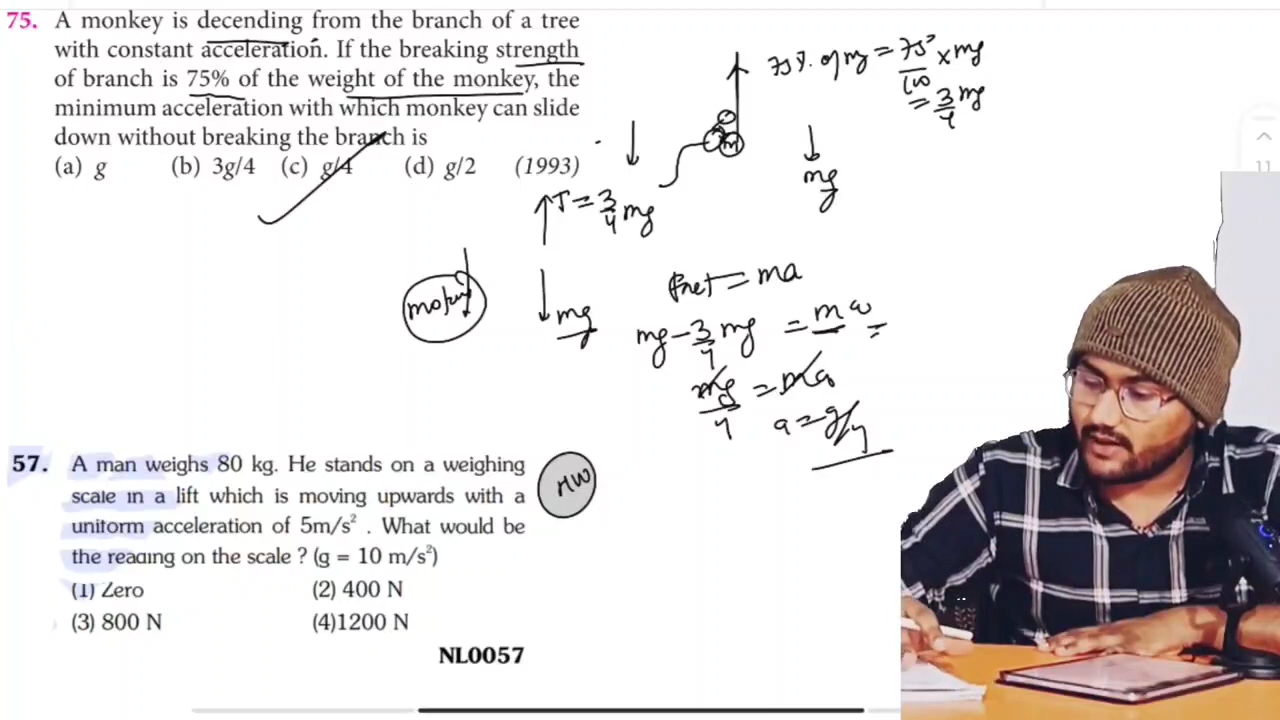 75. A monkey is decending from the branch of a tree
with constant acceleration. If the breaking strength
of branch is 75% of the weight of the monkey, the
minimum acceleration with which monkey can slide
down without breaking the branch is
(a) g (b) 3g/4 (c) g/4 (d) g/2 (1993)
75% of mg = 75/100 × mg
= 3/4 mg
m
mg
T = 3/4 mg
mg
Fnet = ma
mg - 3/4 mg = ma
mg/4 = ma
a = g/4
11
57. A man weighs 80 kg. He stands on a weighing
scale in a lift which is moving upwards with a
uniform acceleration of 5m/s². What would be
the reading on the scale ? (g = 10 m/s²)
(1) Zero (2) 400 N
(3) 800 N (4)1200 N
NL0057
HW